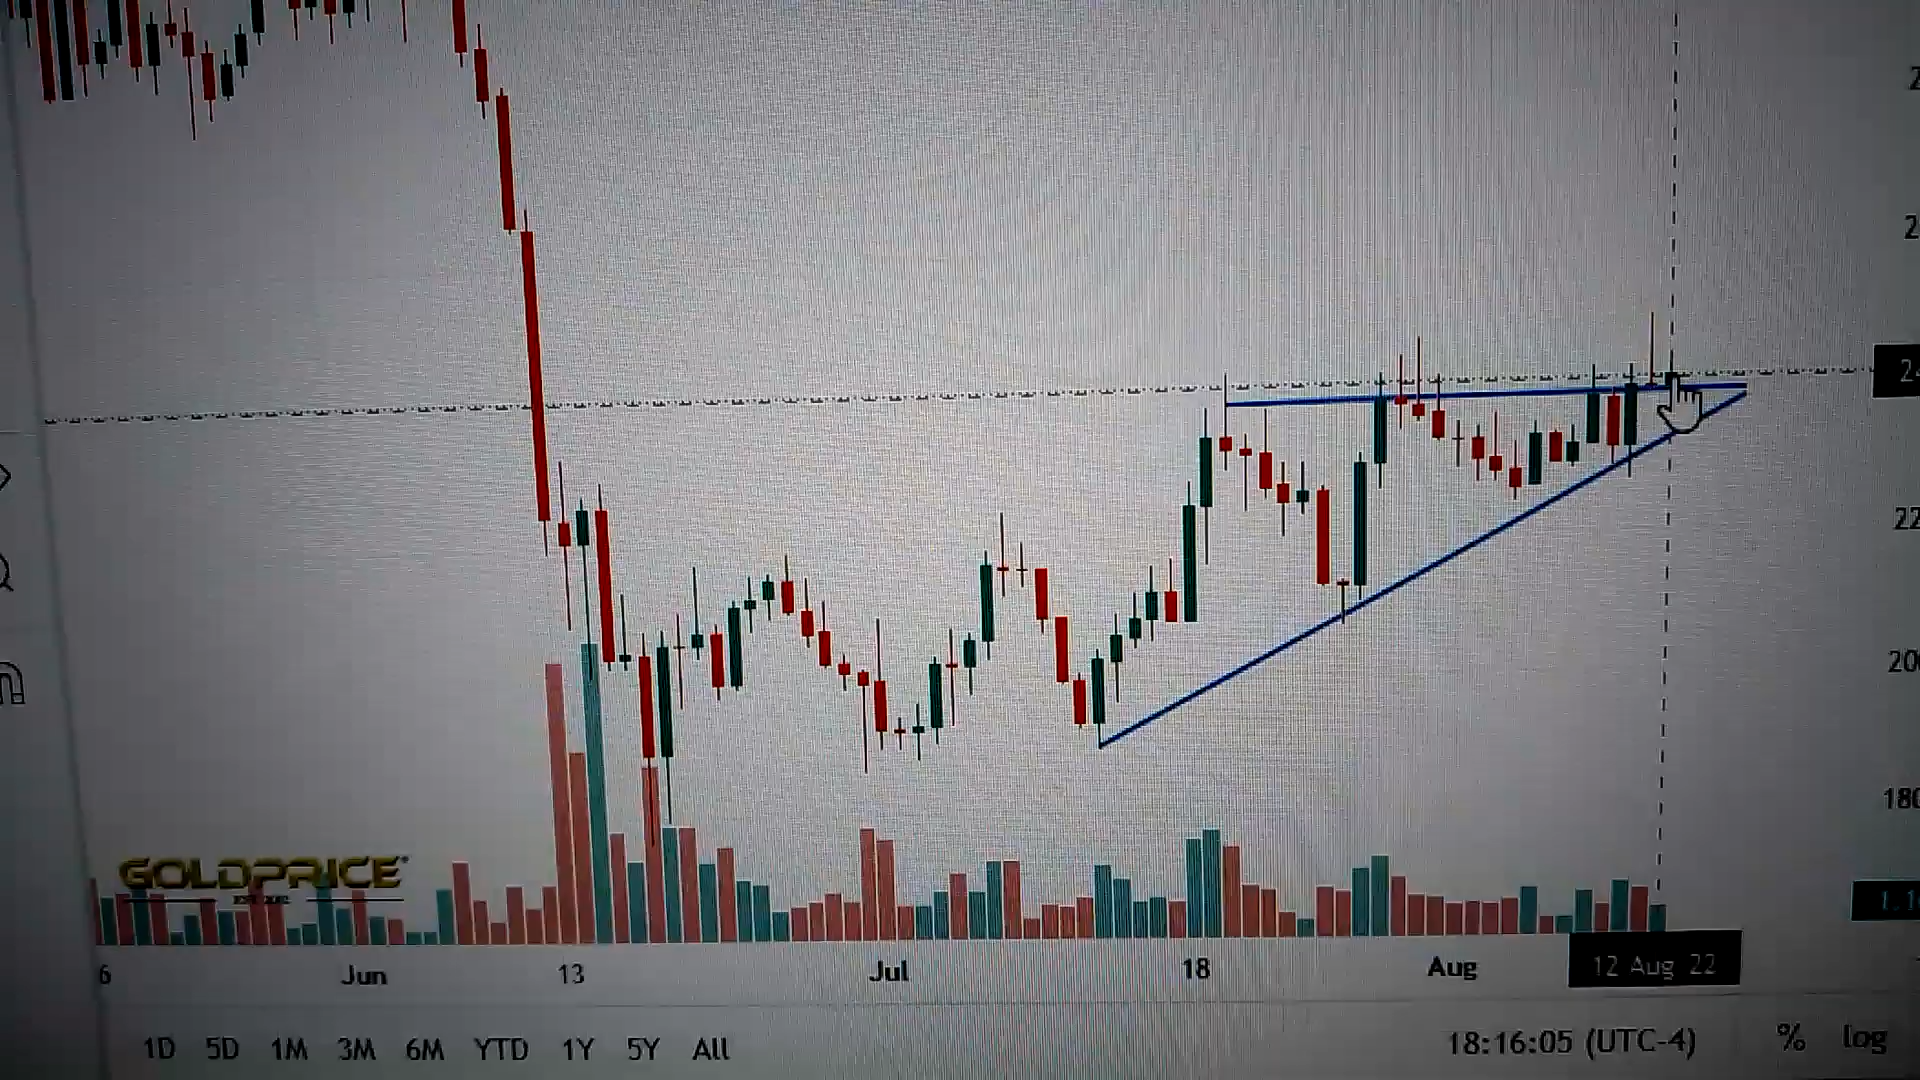 24
22
20
180
GOLDPRICE
6 Jun 13 Jul 18 Aug 12 Aug 22
1D 5D 1M 3M 6M YTD 1Y 5Y All
18:16:05 (UTC-4) % log